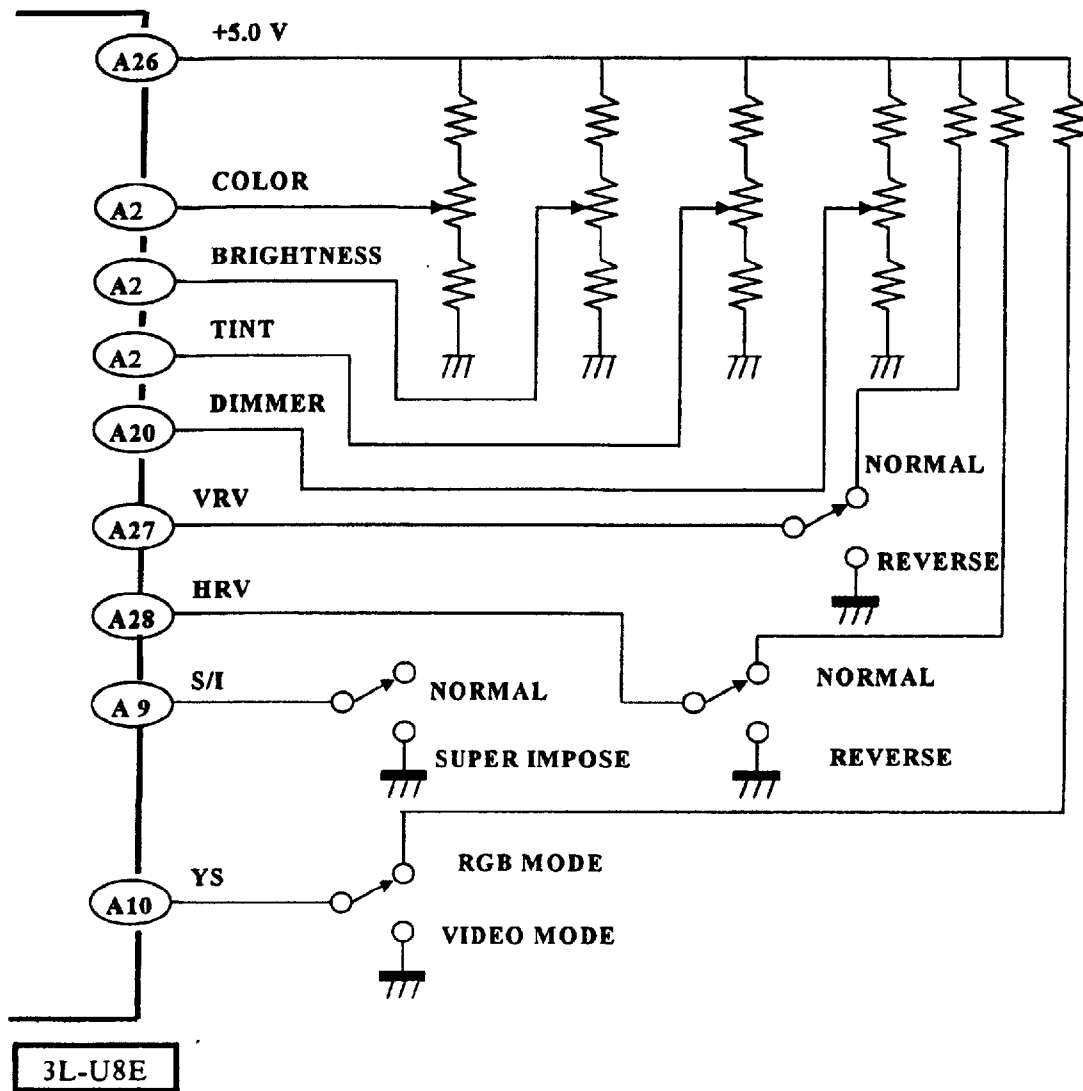 +5.0 V
A26
COLOR
A2
BRIGHTNESS
A2
TINT
A2
DIMMER
A20
NORMAL
VRV
A27
REVERSE
HRV
A28
S/I
NORMAL
NORMAL
A 9
SUPER IMPOSE
REVERSE
RGB MODE
YS
A10
VIDEO MODE
3L-U8E